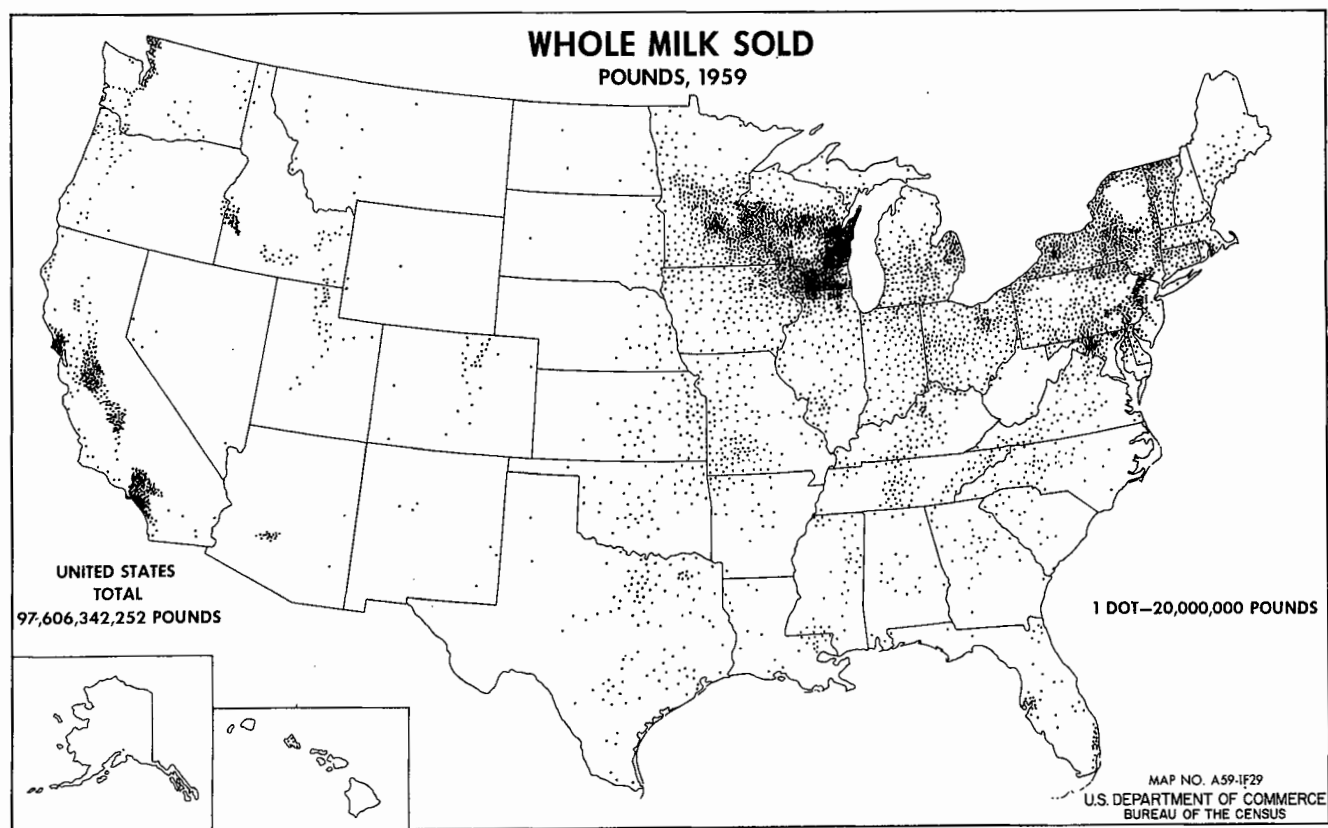 WHOLE MILK SOLD
POUNDS, 1959
UNITED STATES
TOTAL
97,606,342,252 POUNDS
1 DOT—20,000,000 POUNDS
MAP NO. A59-IF29
U.S. DEPARTMENT OF COMMERCE
BUREAU OF THE CENSUS